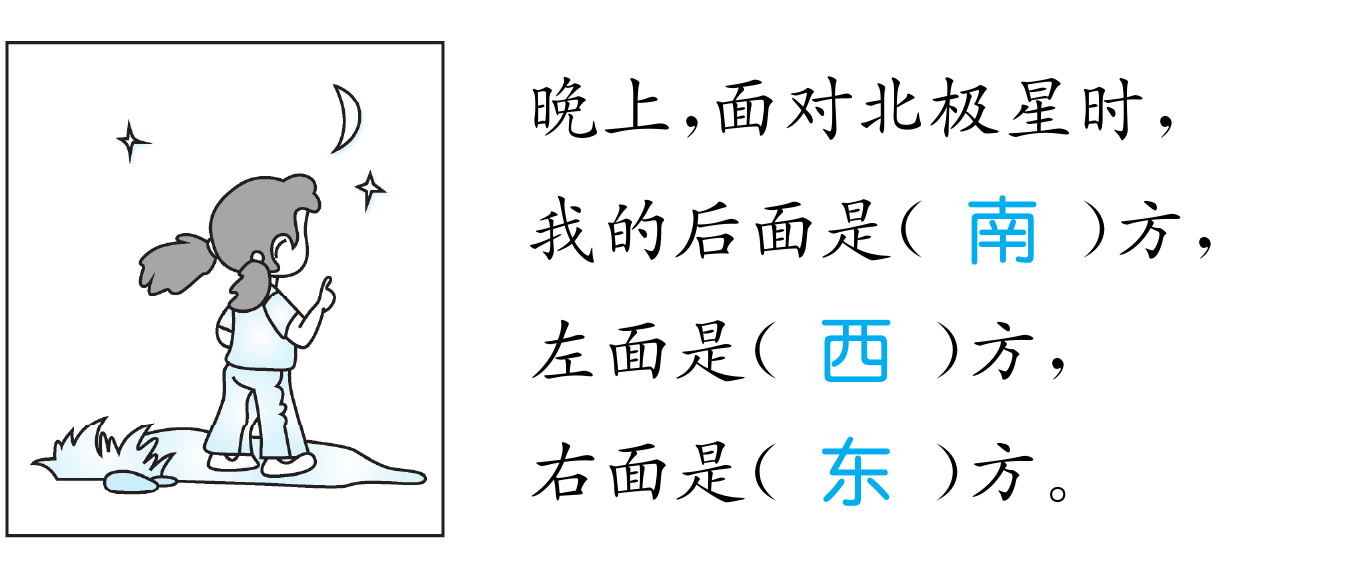 晚上，面对北极星时，
我的后面是（ 南 ）方，
左面是（ 西 ）方，
右面是（ 东 ）方。